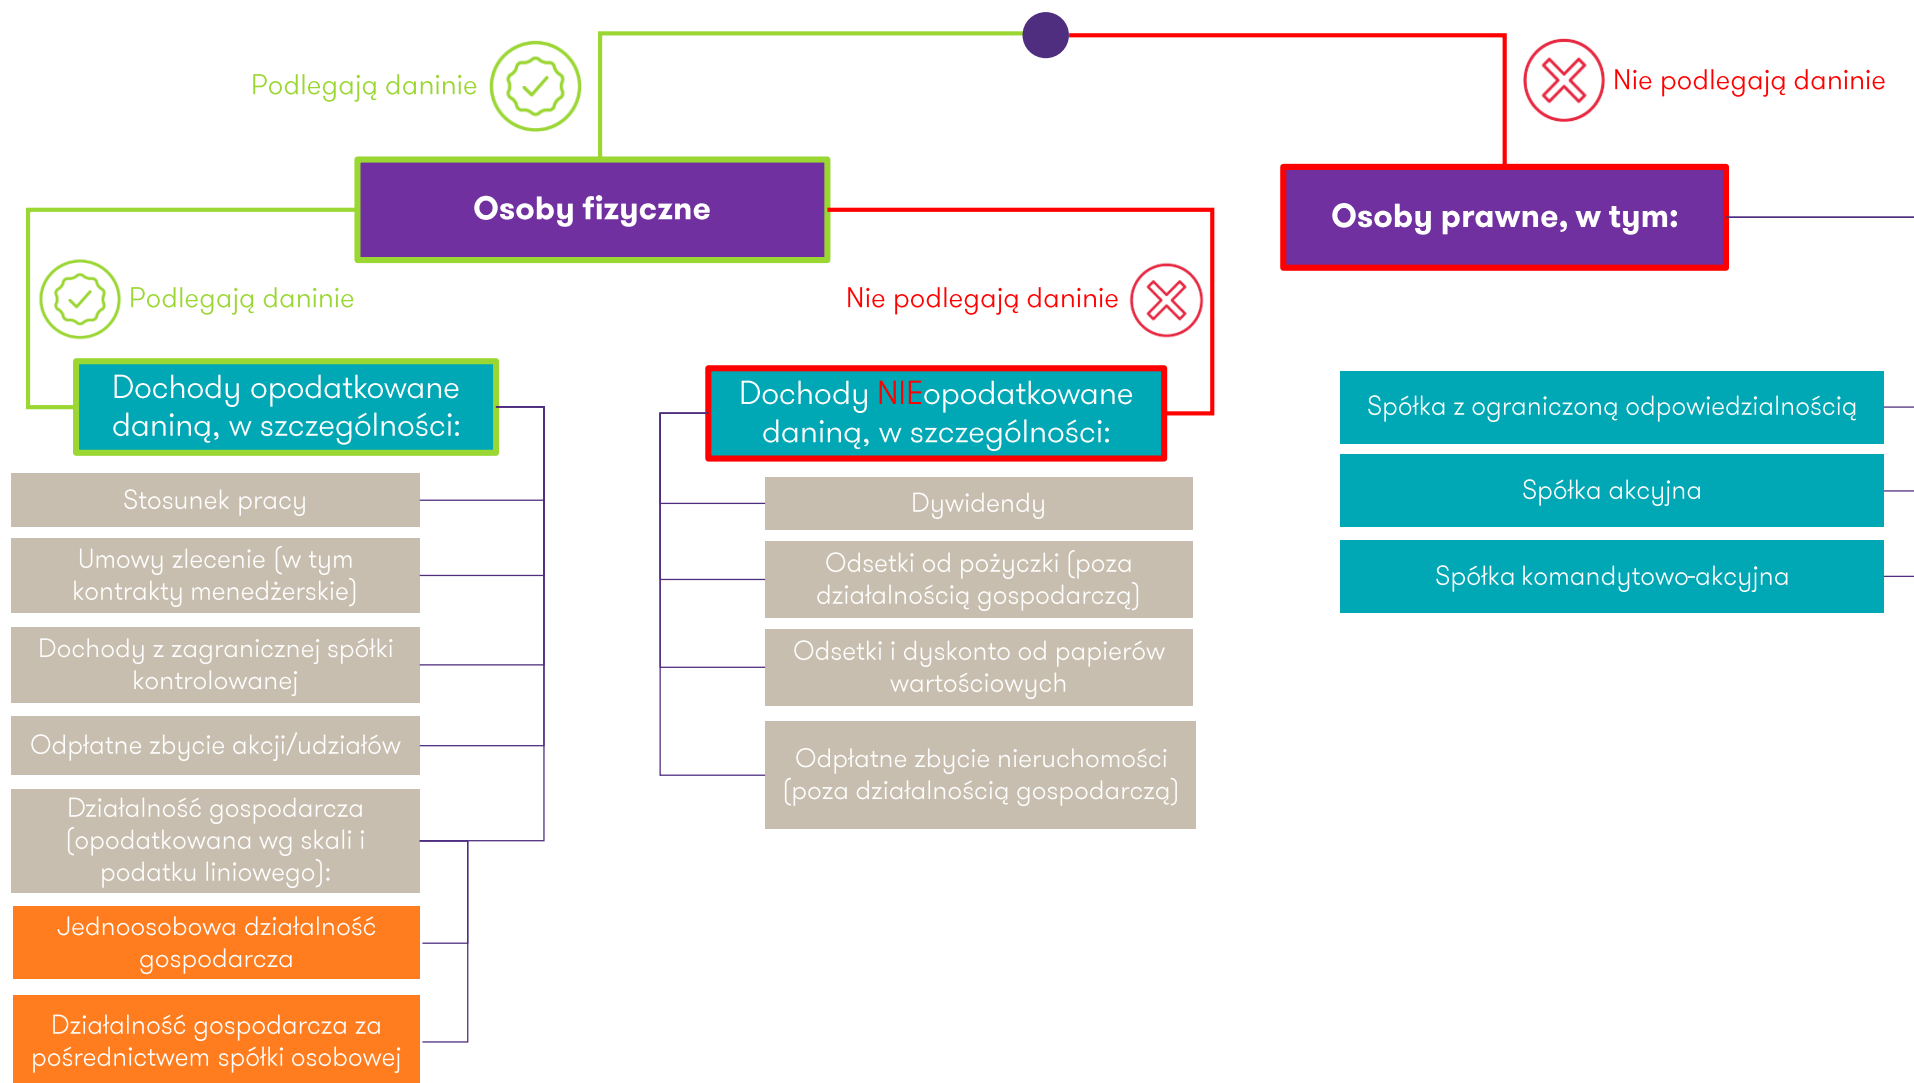 Podlegają daninie
Nie podlegają daninie
Osoby fizyczne
Osoby prawne, w tym:
Podlegają daninie
Nie podlegają daninie
Dochody opodatkowane
daniną, w szczególności:
Stosunek pracy
Umowy zlecenie (w tym
kontrakty menedżerskie)
Dochody z zagranicznej spółki
kontrolowanej
Odpłatne zbycie akcji/udziałów
Działalność gospodarcza
(opodatkowana wg skali i
podatku liniowego):
Jednoosobowa działalność
gospodarcza
Działalność gospodarcza za
pośrednictwem spółki osobowej
Dochody NIEopodatkowane
daniną, w szczególności:
Dywidendy
Odsetki od pożyczki (poza
działalnością gospodarczą)
Odsetki i dyskonto od papierów
wartościowych
Odpłatne zbycie nieruchomości
(poza działalnością gospodarczą)
Spółka z ograniczoną odpowiedzialnością
Spółka akcyjna
Spółka komandytowo-akcyjna